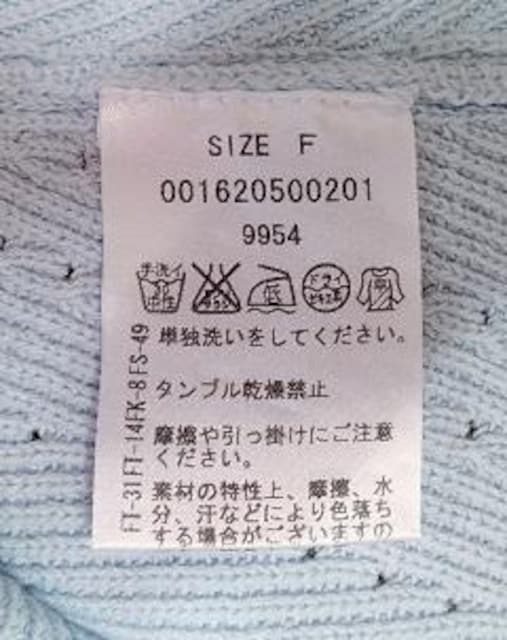 SIZE F
001620500201
9954
手洗イ 中性 低 ドライ
単独洗いをしてください。
タンブル乾燥禁止
摩擦や引っ掛けにご注意
ください。
素材の特性上、摩擦、水
分、汗などにより色落ち
する場合がございますの
FT-31FT-14FK-8FS-49